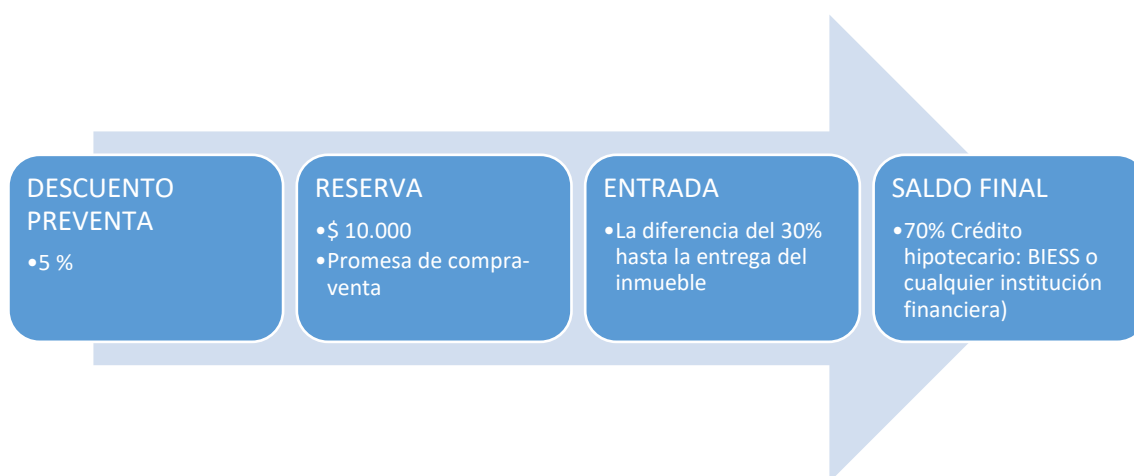 DESCUENTO
PREVENTA
•5 %
RESERVA
•$ 10.000
•Promesa de compra-
venta
ENTRADA
•La diferencia del 30%
hasta la entrega del
inmueble
SALDO FINAL
•70% Crédito
hipotecario: BIESS o
cualquier institución
financiera)